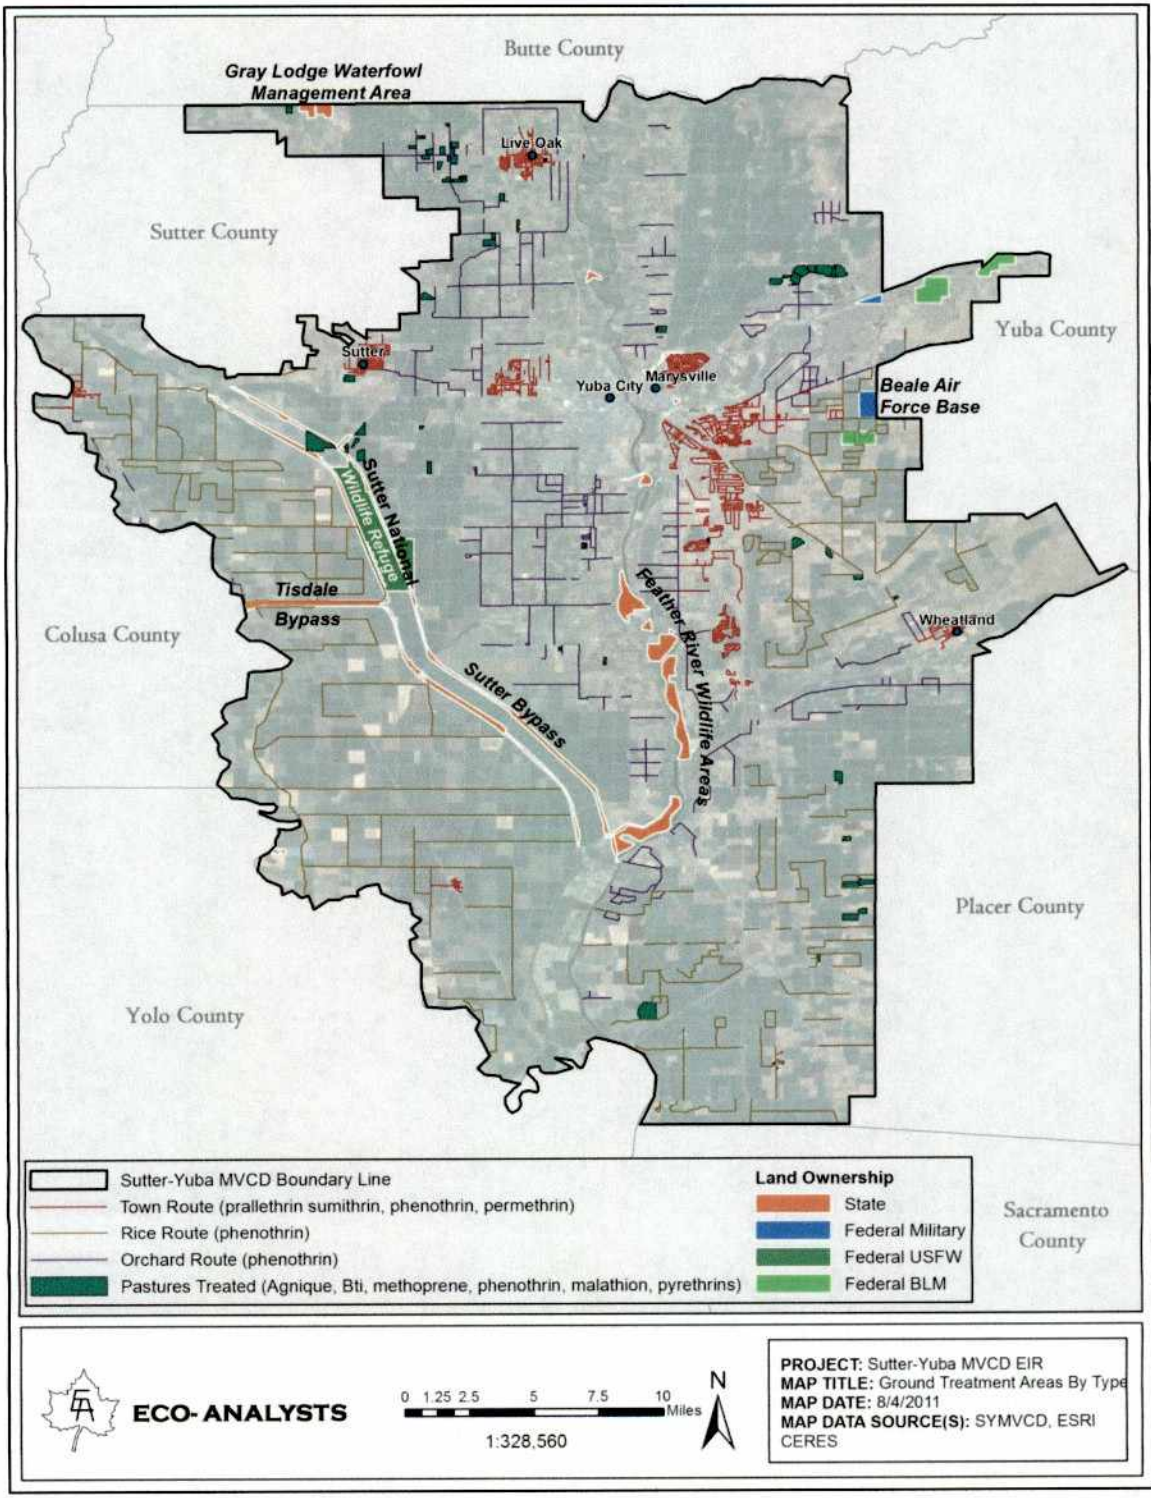 Butte County
Gray Lodge Waterfowl
Management Area
Live Oak
Sutter County
Yuba County
Sutter
Yuba City
Marysville
Beale Air
Force Base
Sutter National
Wildlife Refuge
Tisdale
Bypass
Colusa County
Feather River Wildlife Areas
Wheatland
Sutter Bypass
Placer County
Yolo County
Sutter-Yuba MVCD Boundary Line
Town Route (prallethrin sumithrin, phenothrin, permethrin)
Rice Route (phenothrin)
Orchard Route (phenothrin)
Pastures Treated (Agnique, Bti, methoprene, phenothrin, malathion, pyrethrins)
Land Ownership
State
Federal Military
Federal USFW
Federal BLM
Sacramento
County
EA
ECO-ANALYSTS
0 1.25 2.5 5 7.5 10
Miles
1:328,560
N
PROJECT: Sutter-Yuba MVCD EIR
MAP TITLE: Ground Treatment Areas By Type
MAP DATE: 8/4/2011
MAP DATA SOURCE(S): SYMVCD, ESRI
CERES